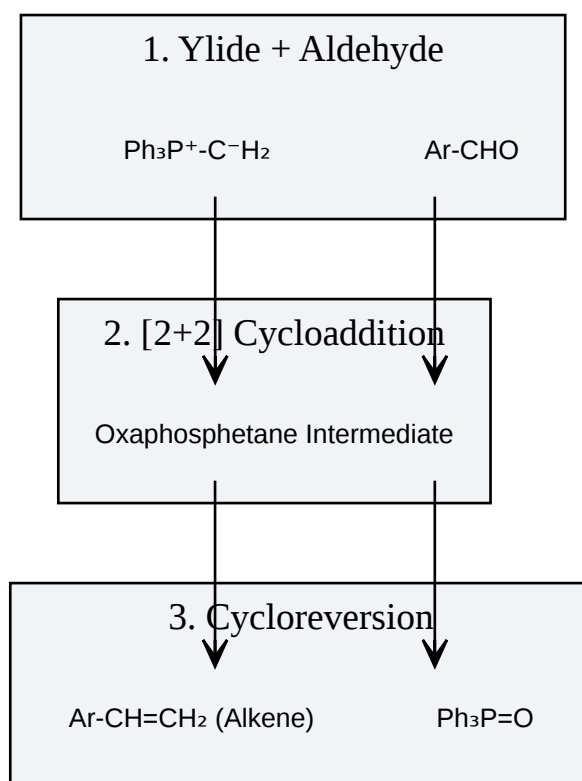 1. Ylide + Aldehyde
Ph₃P⁺-C⁻H₂ Ar-CHO
2. [2+2] Cycloaddition
Oxaphosphetane Intermediate
3. Cycloreversion
Ar-CH=CH₂ (Alkene) Ph₃P=O